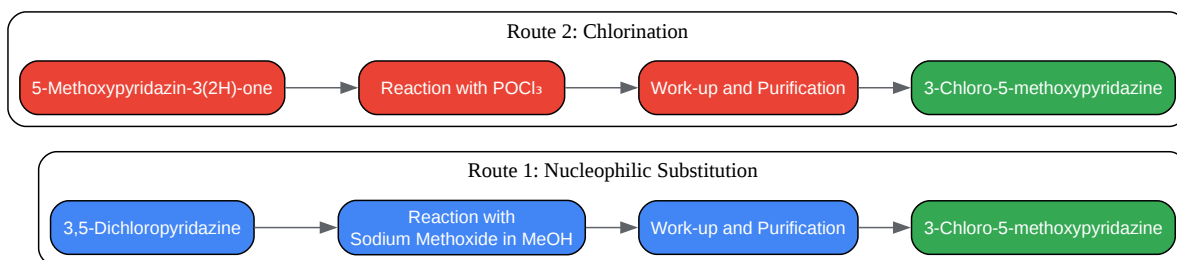 Route 2: Chlorination
5-Methoxypyridazin-3(2H)-one
Reaction with POCl₃
Work-up and Purification
3-Chloro-5-methoxypyridazine
Route 1: Nucleophilic Substitution
3,5-Dichloropyridazine
Reaction with
Sodium Methoxide in MeOH
Work-up and Purification
3-Chloro-5-methoxypyridazine